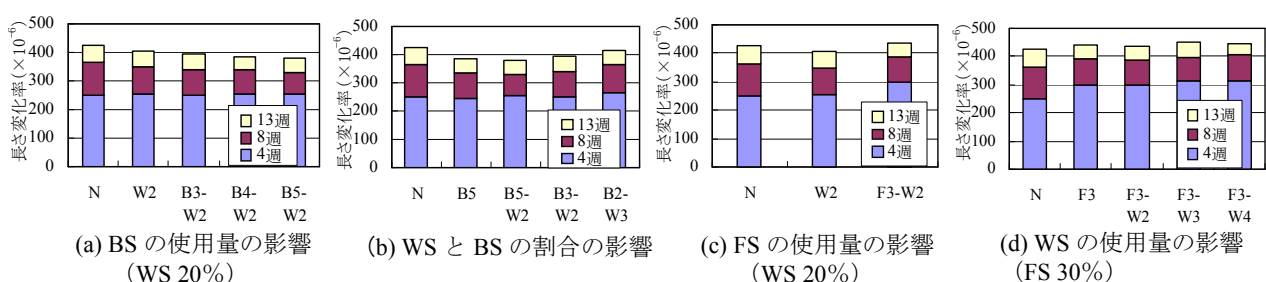 長さ変化率(×10⁻⁶)
500
400
300
200
100
0
13週
8週
4週
N
W2
B3-W2
B4-W2
B5-W2
(a) BS の使用量の影響
(WS 20%)
長さ変化率(×10⁻⁶)
500
400
300
200
100
0
13週
8週
4週
N
B5
B5-W2
B3-W2
B2-W3
(b) WS と BS の割合の影響
長さ変化率(×10⁻⁶)
500
400
300
200
100
0
13週
8週
4週
N
W2
F3-W2
(c) FS の使用量の影響
(WS 20%)
長さ変化率(×10⁻⁶)
500
400
300
200
100
0
13週
8週
4週
N
F3
F3-W2
F3-W3
F3-W4
(d) WS の使用量の影響
(FS 30%)